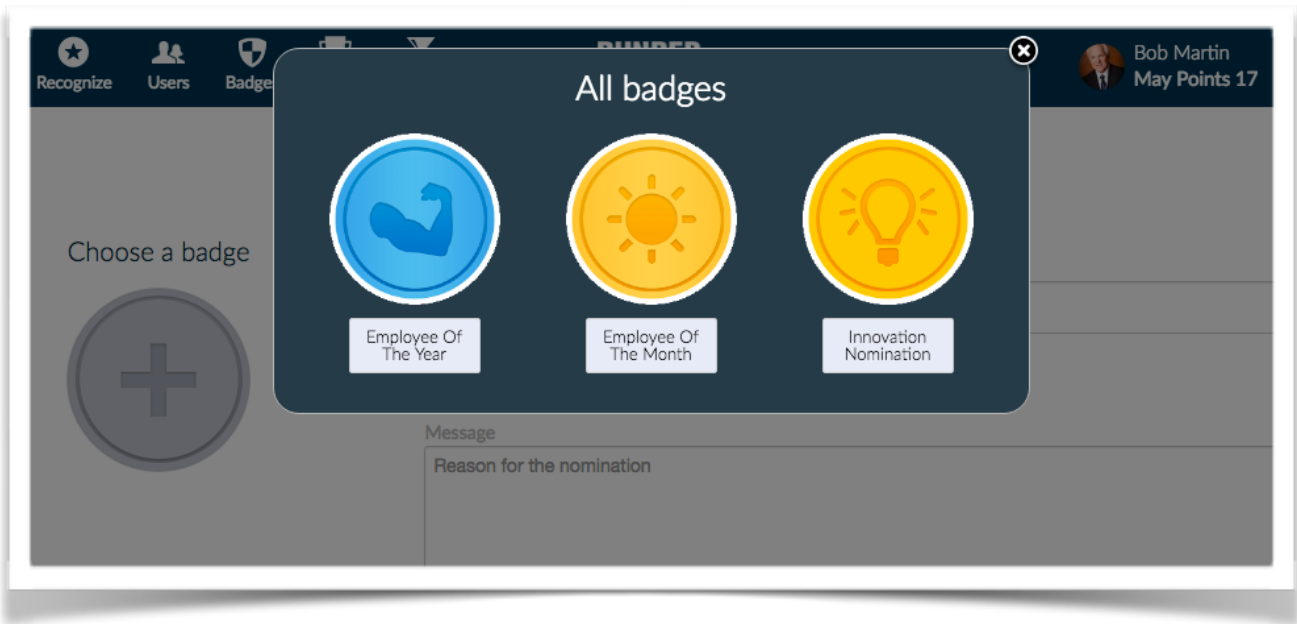 Recognize
Users
Badge
Bob Martin
May Points 17
All badges
Choose a badge
Employee Of
The Year
Employee Of
The Month
Innovation
Nomination
Message
Reason for the nomination